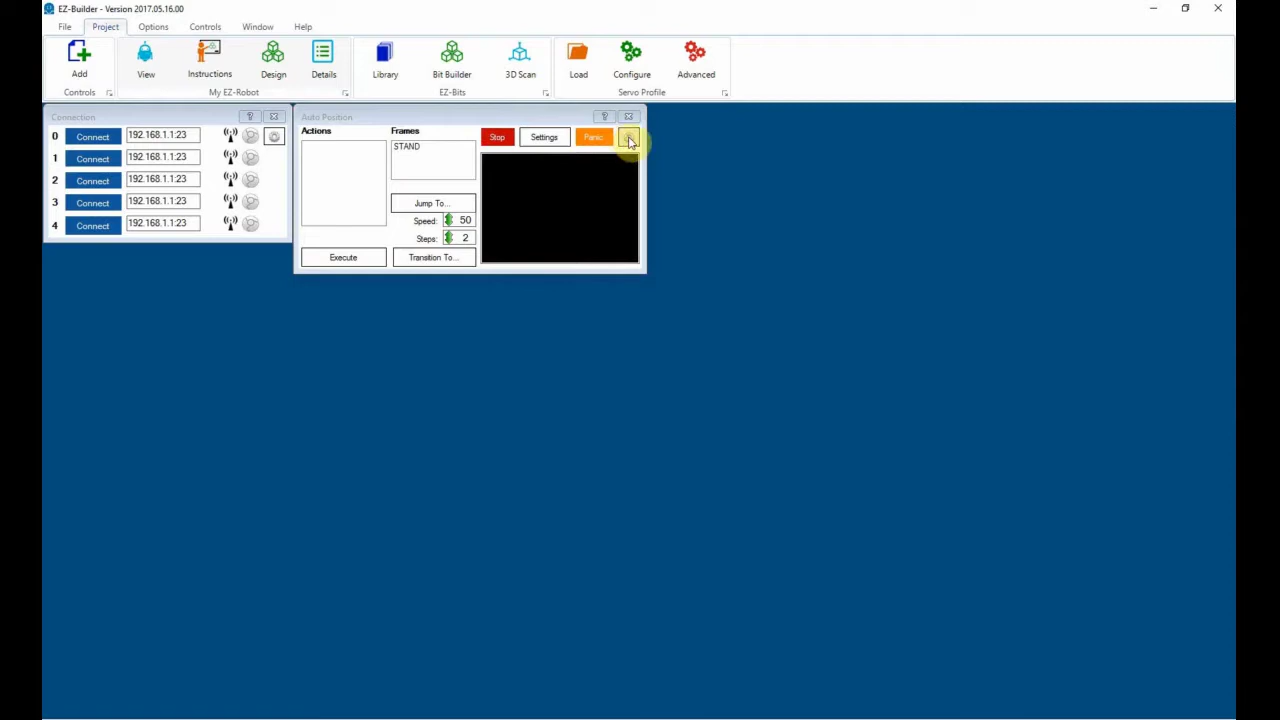 EZ-Builder - Version 2017.05.16.00
File Project Options Controls Window Help
Add View Instructions Design Details Library Bit Builder 3D Scan Load Configure Advanced
Controls My EZ-Robot EZ-Bits Servo Profile
Connection ?
0 Connect 192.168.1.1:23
1 Connect 192.168.1.1:23
2 Connect 192.168.1.1:23
3 Connect 192.168.1.1:23
4 Connect 192.168.1.1:23
Auto Position ?
Actions Frames
STAND
Stop Settings Panic
Jump To...
Speed: 50
Steps: 2
Execute Transition To...